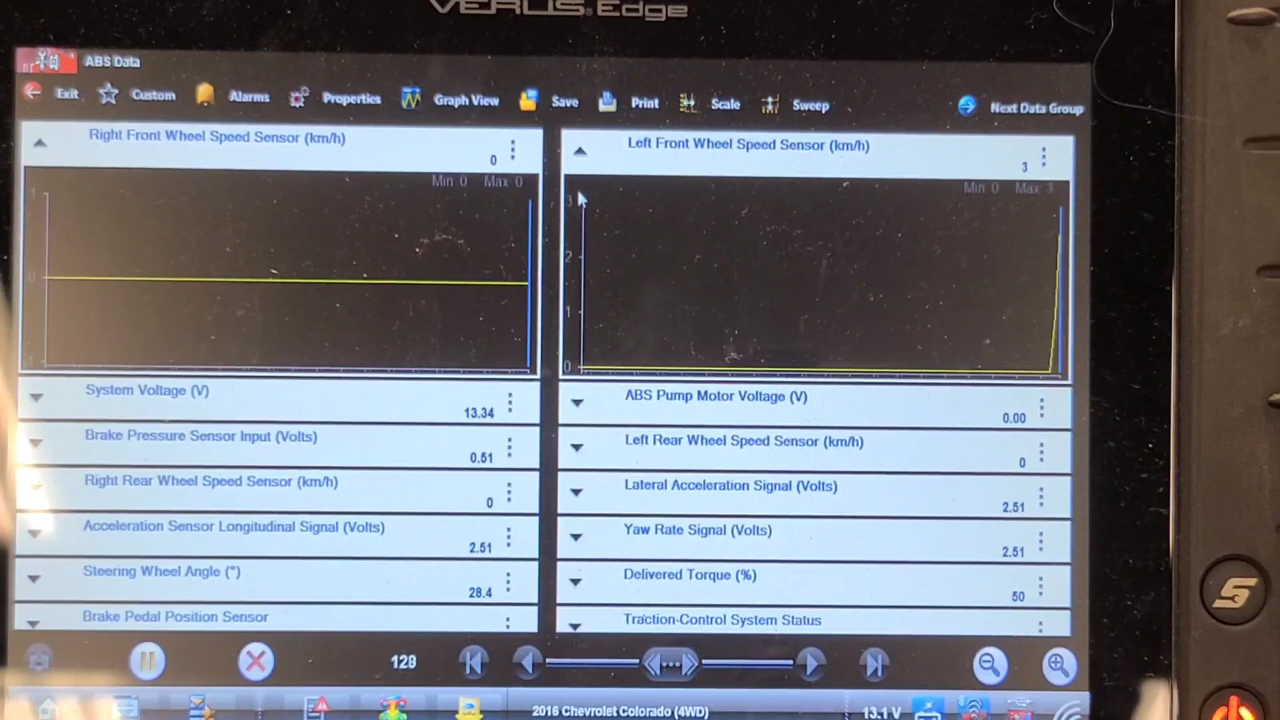 VERUS Edge
ABS Data
Exit Custom Alarms Properties Graph View Save Print Scale Sweep Next Data Group
Right Front Wheel Speed Sensor (km/h)
0
Min 0 Max 0
1
0
Left Front Wheel Speed Sensor (km/h)
3
Min 0 Max 3
3
2
1
0
System Voltage (V)
13.34
ABS Pump Motor Voltage (V)
0.00
Brake Pressure Sensor Input (Volts)
0.51
Left Rear Wheel Speed Sensor (km/h)
0
Right Rear Wheel Speed Sensor (km/h)
0
Lateral Acceleration Signal (Volts)
2.51
Acceleration Sensor Longitudinal Signal (Volts)
2.51
Yaw Rate Signal (Volts)
2.51
Steering Wheel Angle (°)
28.4
Delivered Torque (%)
50
Brake Pedal Position Sensor
Traction-Control System Status
128
2016 Chevrolet Colorado (4WD)
13.1 V